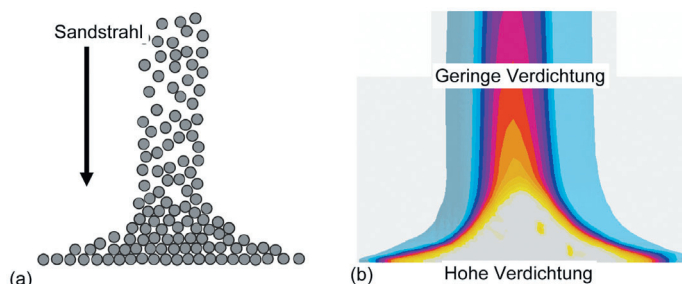 Sandstrahl
(a)
Geringe Verdichtung
Hohe Verdichtung
(b)